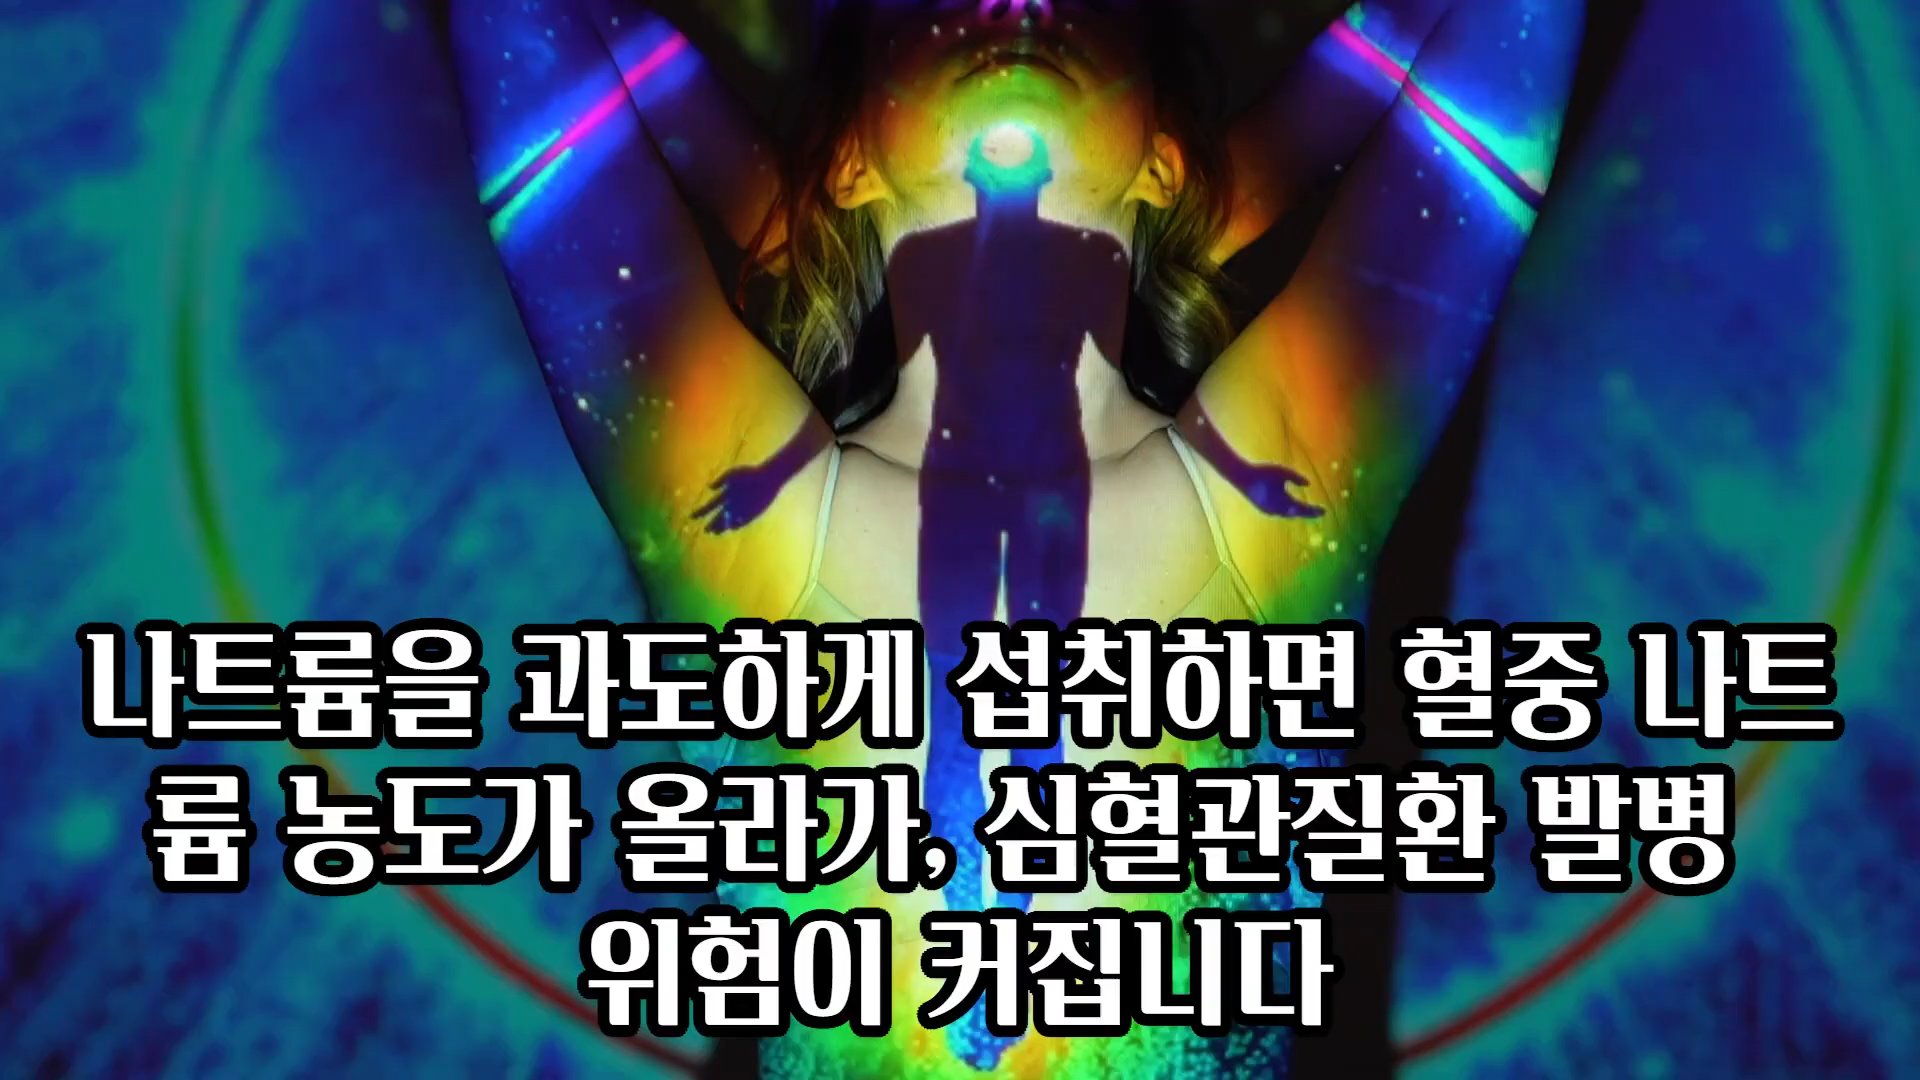 나트륨을 과도하게 섭취하면 혈중 나트
륨 농도가 올라가, 심혈관질환 발병
위험이 커집니다